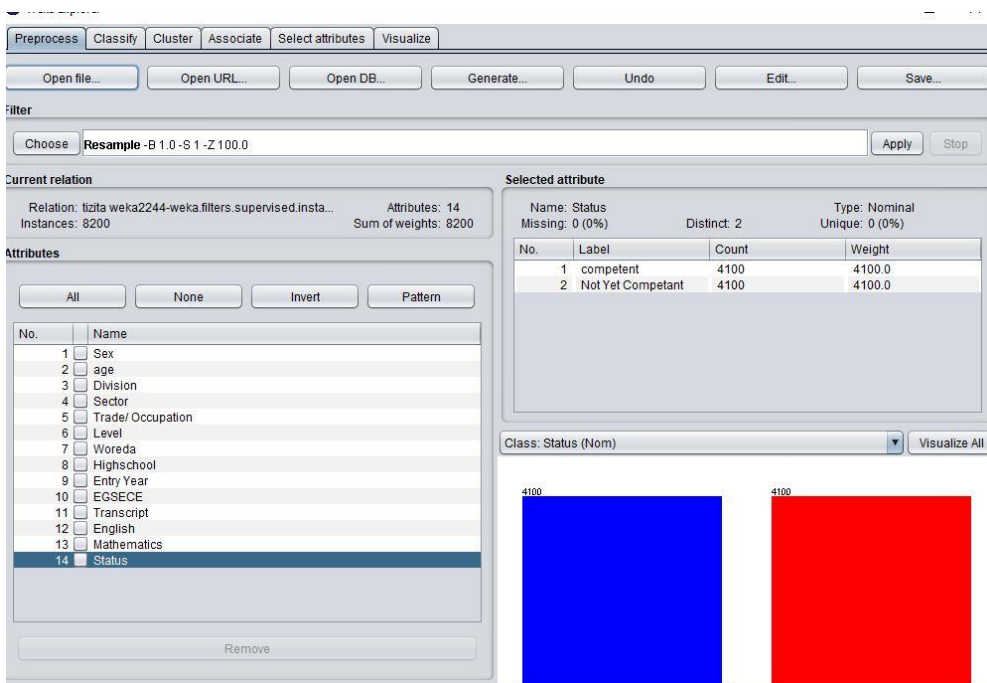 Preprocess Classify Cluster Associate Select attributes Visualize
Open file... Open URL... Open DB... Generate... Undo Edit... Save...
Filter
Choose Resample -B 1.0 -S 1 -Z 100.0 Apply Stop
Current relation
Relation: tizita weka2244-weka.filters.supervised.insta... Attributes: 14
Instances: 8200 Sum of weights: 8200
Attributes
All None Invert Pattern
No. Name
1 Sex
2 age
3 Division
4 Sector
5 Trade/ Occupation
6 Level
7 Woreda
8 Highschool
9 Entry Year
10 EGSECE
11 Transcript
12 English
13 Mathematics
14 Status
Remove
Selected attribute
Name: Status Type: Nominal
Missing: 0 (0%) Distinct: 2 Unique: 0 (0%)
No. Label Count Weight
1 competent 4100 4100.0
2 Not Yet Competant 4100 4100.0
Class: Status (Nom) Visualize All
4100 4100